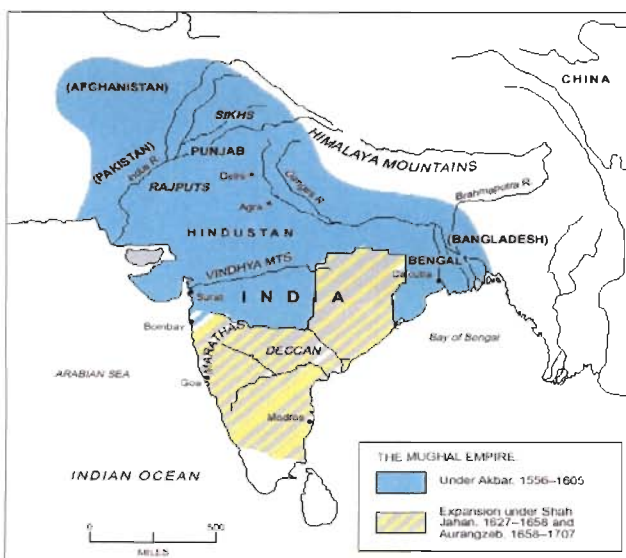 CHINA
(AFGHANISTAN)
SIKHS
HIMALAYA MOUNTAINS
(PAKISTAN)
Indus R.
PUNJAB
RAJPUTS
Delhi
Ganges R.
Brahmaputra R.
Agra
HINDUSTAN
(BANGLADESH)
BENGAL
VINDHYA MTS
Calcutta
Surat
INDIA
Bombay
MARATHAS
DECCAN
Bay of Bengal
ARABIAN SEA
Goa
Madras
INDIAN OCEAN
0 500
MILES
THE MUGHAL EMPIRE
Under Akbar, 1556–1605
Expansion under Shah
Jahan, 1627–1658 and
Aurangzeb, 1658–1707